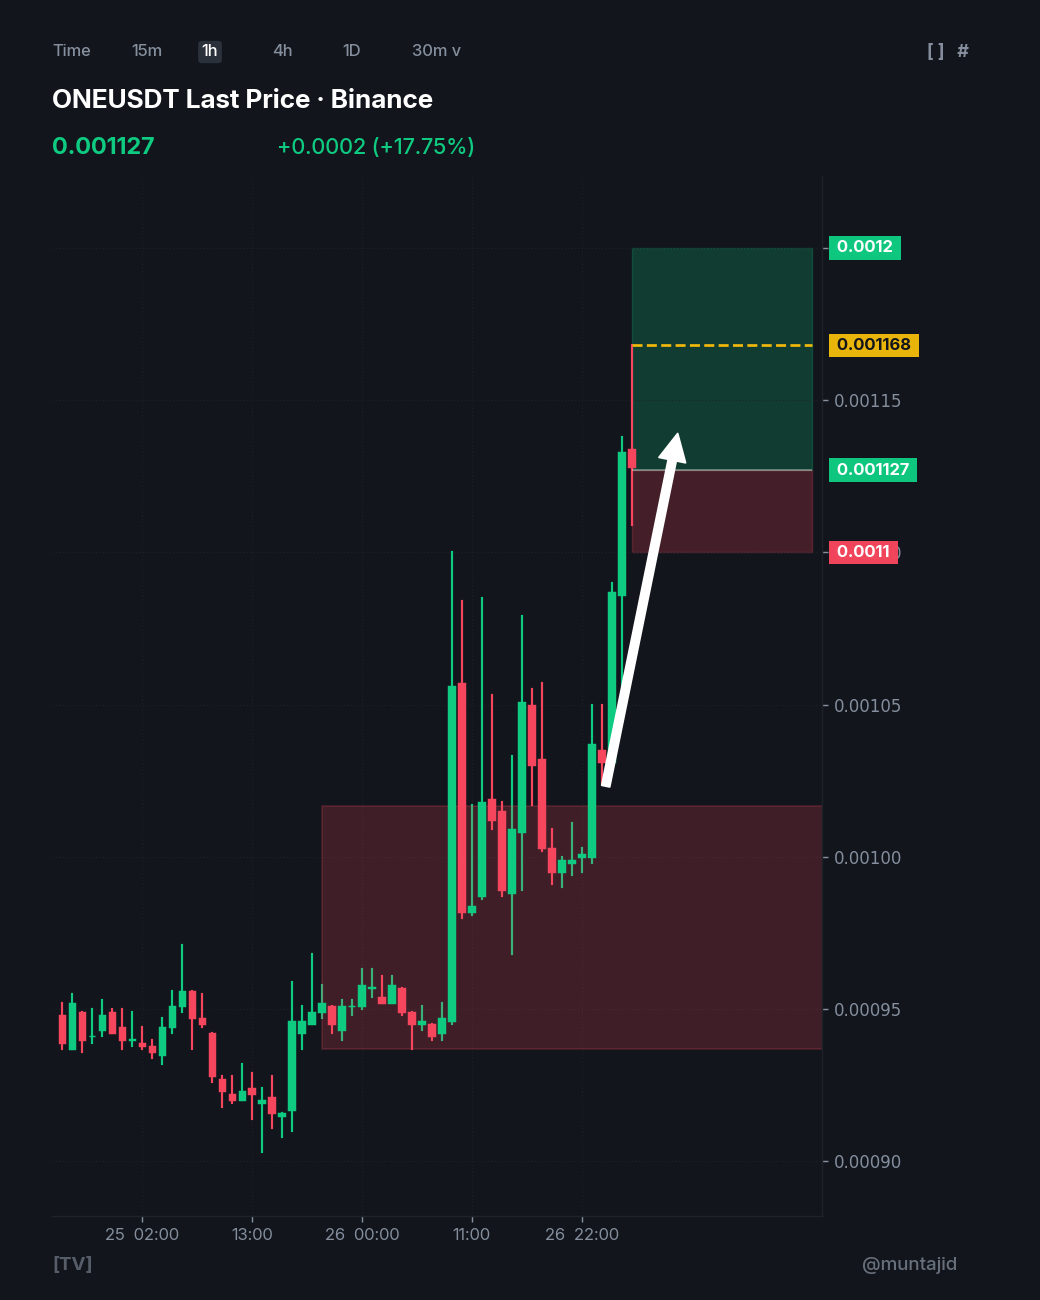 Time 15m 1h 4h 1D 30m v [ ] #
ONEUSDT Last Price · Binance
0.001127 +0.0002 (+17.75%)
0.0012
0.001168
0.00115
0.001127
0.0011
0.00105
0.00100
0.00095
0.00090
25 02:00 13:00 26 00:00 11:00 26 22:00
[TV] @muntajid